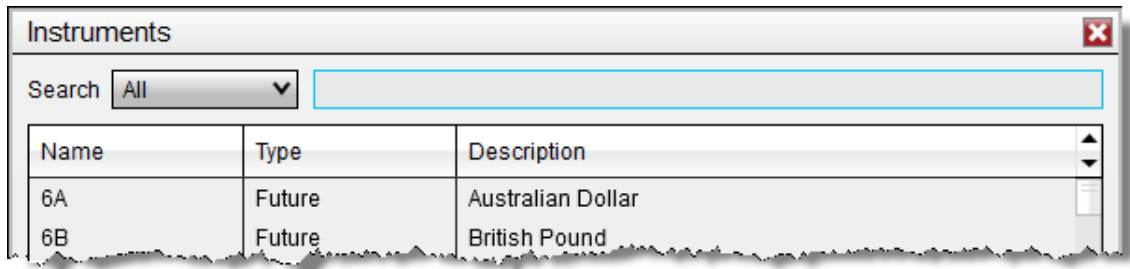 Instruments
Search All
Name Type Description
6A Future Australian Dollar
6B Future British Pound